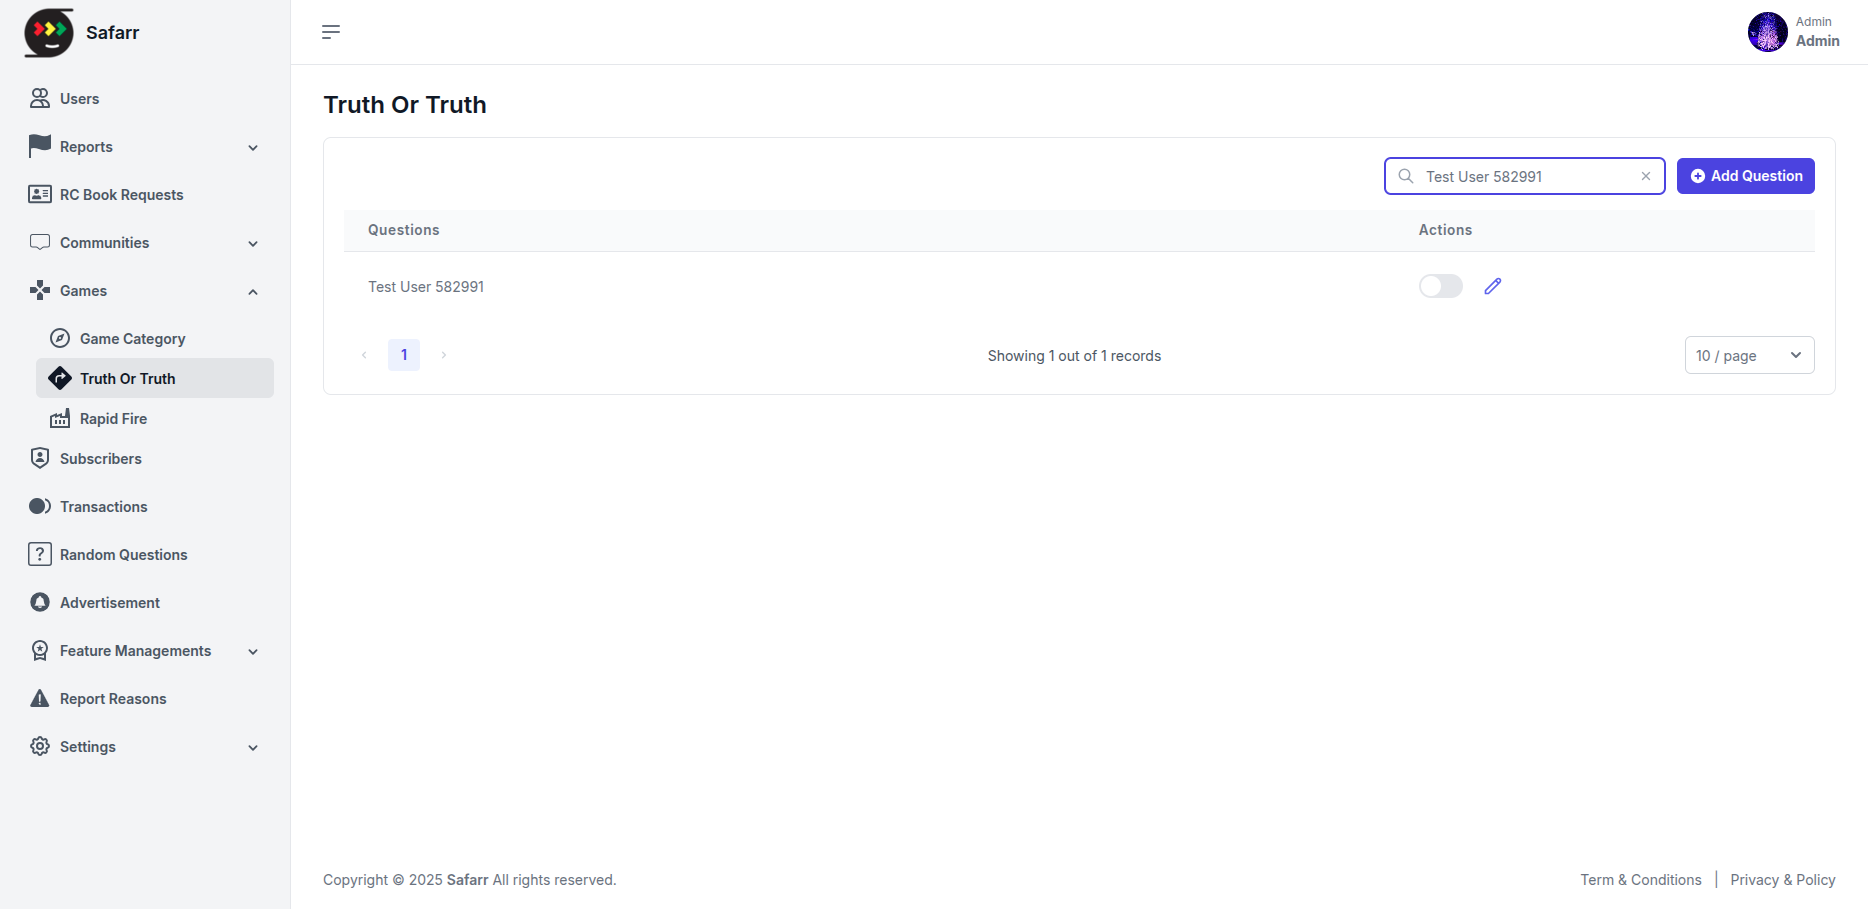 Safarr
Admin
Admin
Users
Reports
RC Book Requests
Communities
Games
Game Category
Truth Or Truth
Rapid Fire
Subscribers
Transactions
Random Questions
Advertisement
Feature Managements
Report Reasons
Settings
Truth Or Truth
Test User 582991
Add Question
Questions Actions
Test User 582991
1 Showing 1 out of 1 records 10 / page
Copyright © 2025 Safarr All rights reserved. Term & Conditions | Privacy & Policy